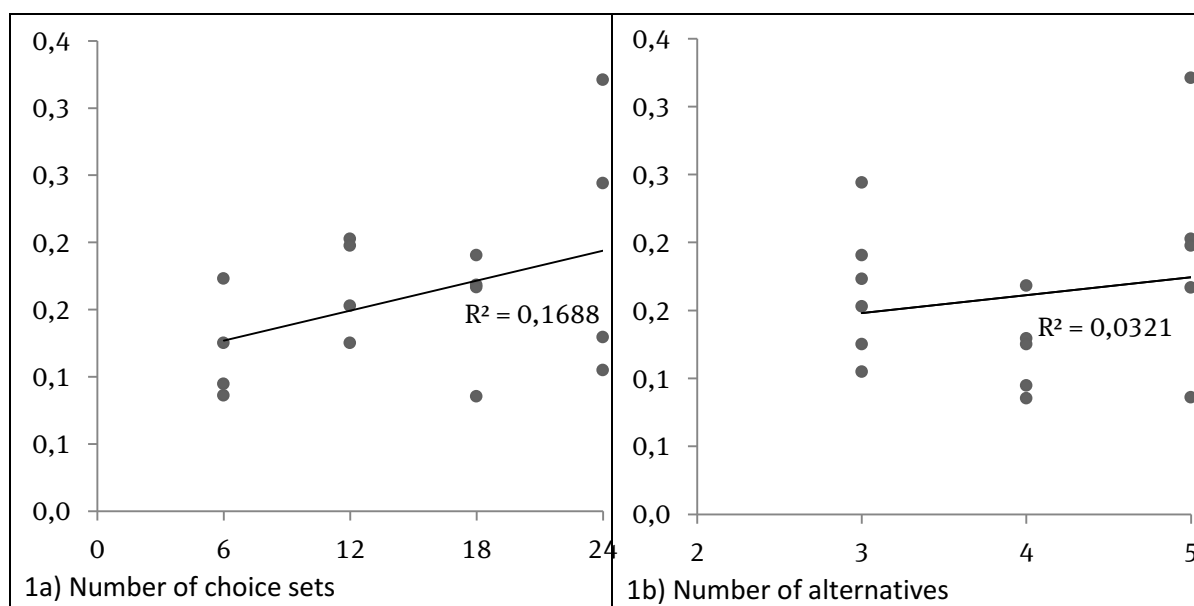 0,4
0,3
0,3
0,2
0,2
0,1
0,1
0,0
R² = 0,1688
0 6 12 18 24
1a) Number of choice sets
0,4
0,3
0,3
0,2
0,2
0,1
0,1
0,0
R² = 0,0321
2 3 4 5
1b) Number of alternatives